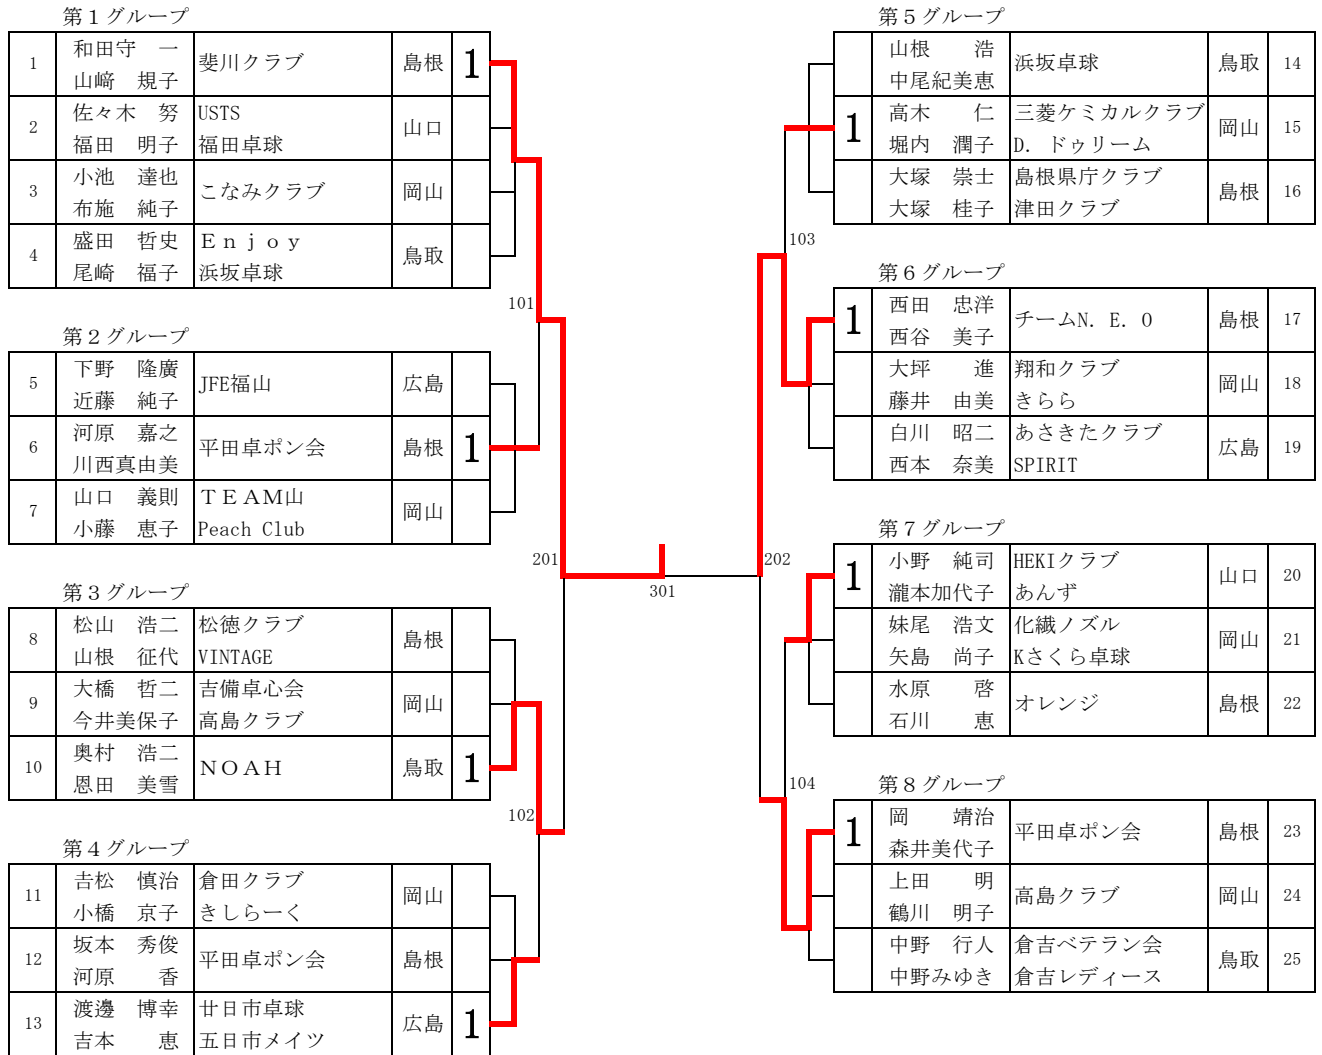 第１グループ
1 和田守　一 斐川クラブ 島根 1
山﨑　規子
2 佐々木　努 USTS 山口
福田　明子 福田卓球
3 小池　達也 こなみクラブ 岡山
布施　純子
4 盛田　哲史 Ｅｎｊｏｙ 鳥取
尾崎　福子 浜坂卓球
101
第２グループ
5 下野　隆廣 JFE福山 広島
近藤　純子
6 河原　嘉之 平田卓ポン会 島根 1
川西真由美
7 山口　義則 ＴＥＡＭ山 岡山
小藤　恵子 Peach Club
201
第３グループ
8 松山　浩二 松徳クラブ 島根
山根　征代 VINTAGE
9 大橋　哲二 吉備卓心会 岡山
今井美保子 高島クラブ
10 奥村　浩二 ＮＯＡＨ 鳥取 1
恩田　美雪
102
第４グループ
11 吉松　慎治 倉田クラブ 岡山
小橋　京子 きしらーく
12 坂本　秀俊 平田卓ポン会 島根
河原　　香
13 渡邊　博幸 廿日市卓球 広島 1
吉本　　恵 五日市メイツ
301
第５グループ
山根　　浩 浜坂卓球 鳥取 14
中尾紀美恵
1 高木　　仁 三菱ケミカルクラブ 岡山 15
堀内　潤子 D. ドゥリーム
大塚　崇士 島根県庁クラブ 島根 16
大塚　桂子 津田クラブ
103
第６グループ
1 西田　忠洋 チームN. E. O 島根 17
西谷　美子
大坪　　進 翔和クラブ 岡山 18
藤井　由美 きらら
白川　昭二 あさきたクラブ 広島 19
西本　奈美 SPIRIT
202
第７グループ
1 小野　純司 HEKIクラブ 山口 20
瀧本加代子 あんず
妹尾　浩文 化繊ノズル 岡山 21
矢島　尚子 Kさくら卓球
水原　　啓 オレンジ 島根 22
石川　　恵
104
第８グループ
1 岡　　靖治 平田卓ポン会 島根 23
森井美代子
上田　　明 高島クラブ 岡山 24
鶴川　明子
中野　行人 倉吉ベテラン会 鳥取 25
中野みゆき 倉吉レディース